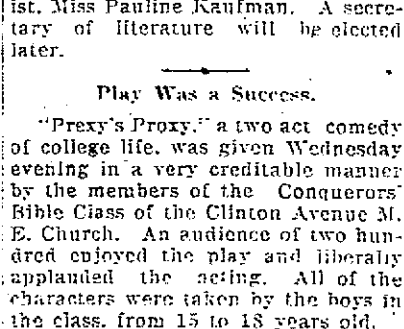 ist, Miss Pauline Kaufman. A secre-
tary of literature will be elected
later.
Play Was a Success.
"Prexy's Proxy," a two act comedy
of college life, was given Wednesday
evening in a very creditable manner
by the members of the Conquerors'
Bible Class of the Clinton Avenue M.
E. Church. An audience of two hun-
dred enjoyed the play and liberally
applauded the acting. All of the
characters were taken by the boys in
the class, from 15 to 18 years old.